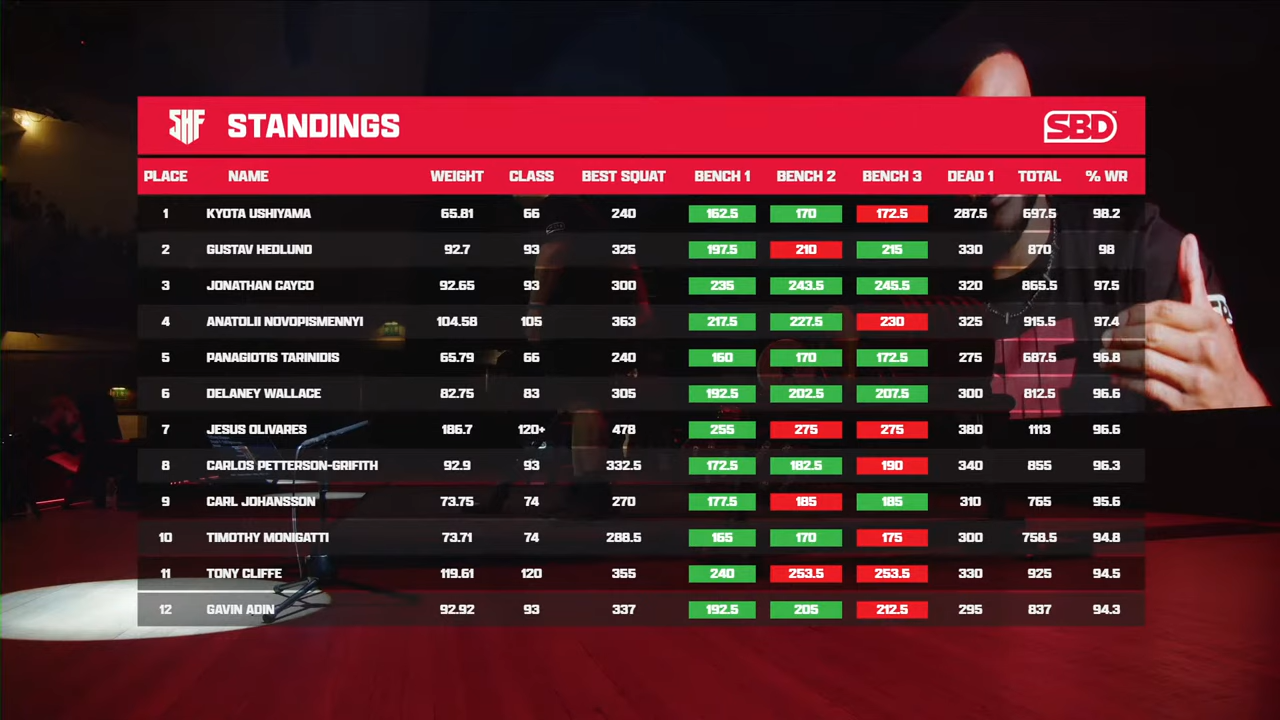 SHF STANDINGS SBD
PLACE NAME WEIGHT CLASS BEST SQUAT BENCH 1 BENCH 2 BENCH 3 DEAD 1 TOTAL % WR
1 KYOTA USHIYAMA 65.81 66 240 162.5 170 172.5 287.5 697.5 98.2
2 GUSTAV HEDLUND 92.7 93 325 197.5 210 215 330 870 98
3 JONATHAN CAYCO 92.65 93 300 235 243.5 245.5 320 865.5 97.5
4 ANATOLII NOVOPISMENNYI 104.58 105 363 217.5 227.5 230 325 915.5 97.4
5 PANAGIOTIS TARINIDIS 65.79 66 240 160 170 172.5 275 687.5 96.8
6 DELANEY WALLACE 82.75 83 305 192.5 202.5 207.5 300 812.5 96.6
7 JESUS OLIVARES 186.7 120+ 478 255 275 275 380 1113 96.6
8 CARLOS PETTERSON-GRIFITH 92.9 93 332.5 172.5 182.5 190 340 855 96.3
9 CARL JOHANSSON 73.75 74 270 177.5 185 185 310 765 95.6
10 TIMOTHY MONIGATTI 73.71 74 288.5 165 170 175 300 758.5 94.8
11 TONY CLIFFE 119.61 120 355 240 253.5 253.5 330 925 94.5
12 GAVIN ADIN 92.92 93 337 192.5 205 212.5 295 837 94.3